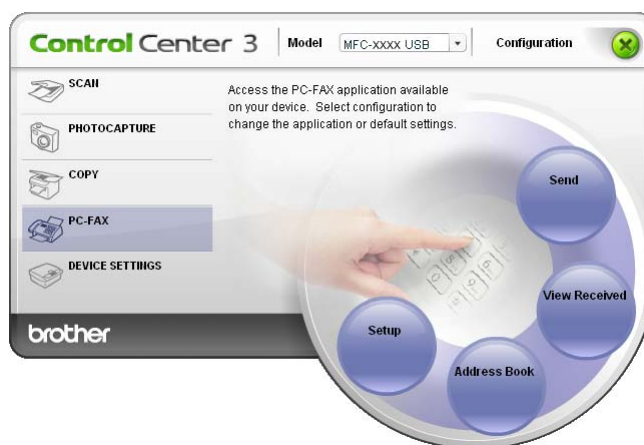 Control Center 3
Model
MFC-XXXX USB
Configuration
SCAN
PHOTOCAPTURE
COPY
PC-FAX
DEVICE SETTINGS
brother
Access the PC-FAX application available
on your device. Select configuration to
change the application or default settings.
Send
View Received
Address Book
Setup